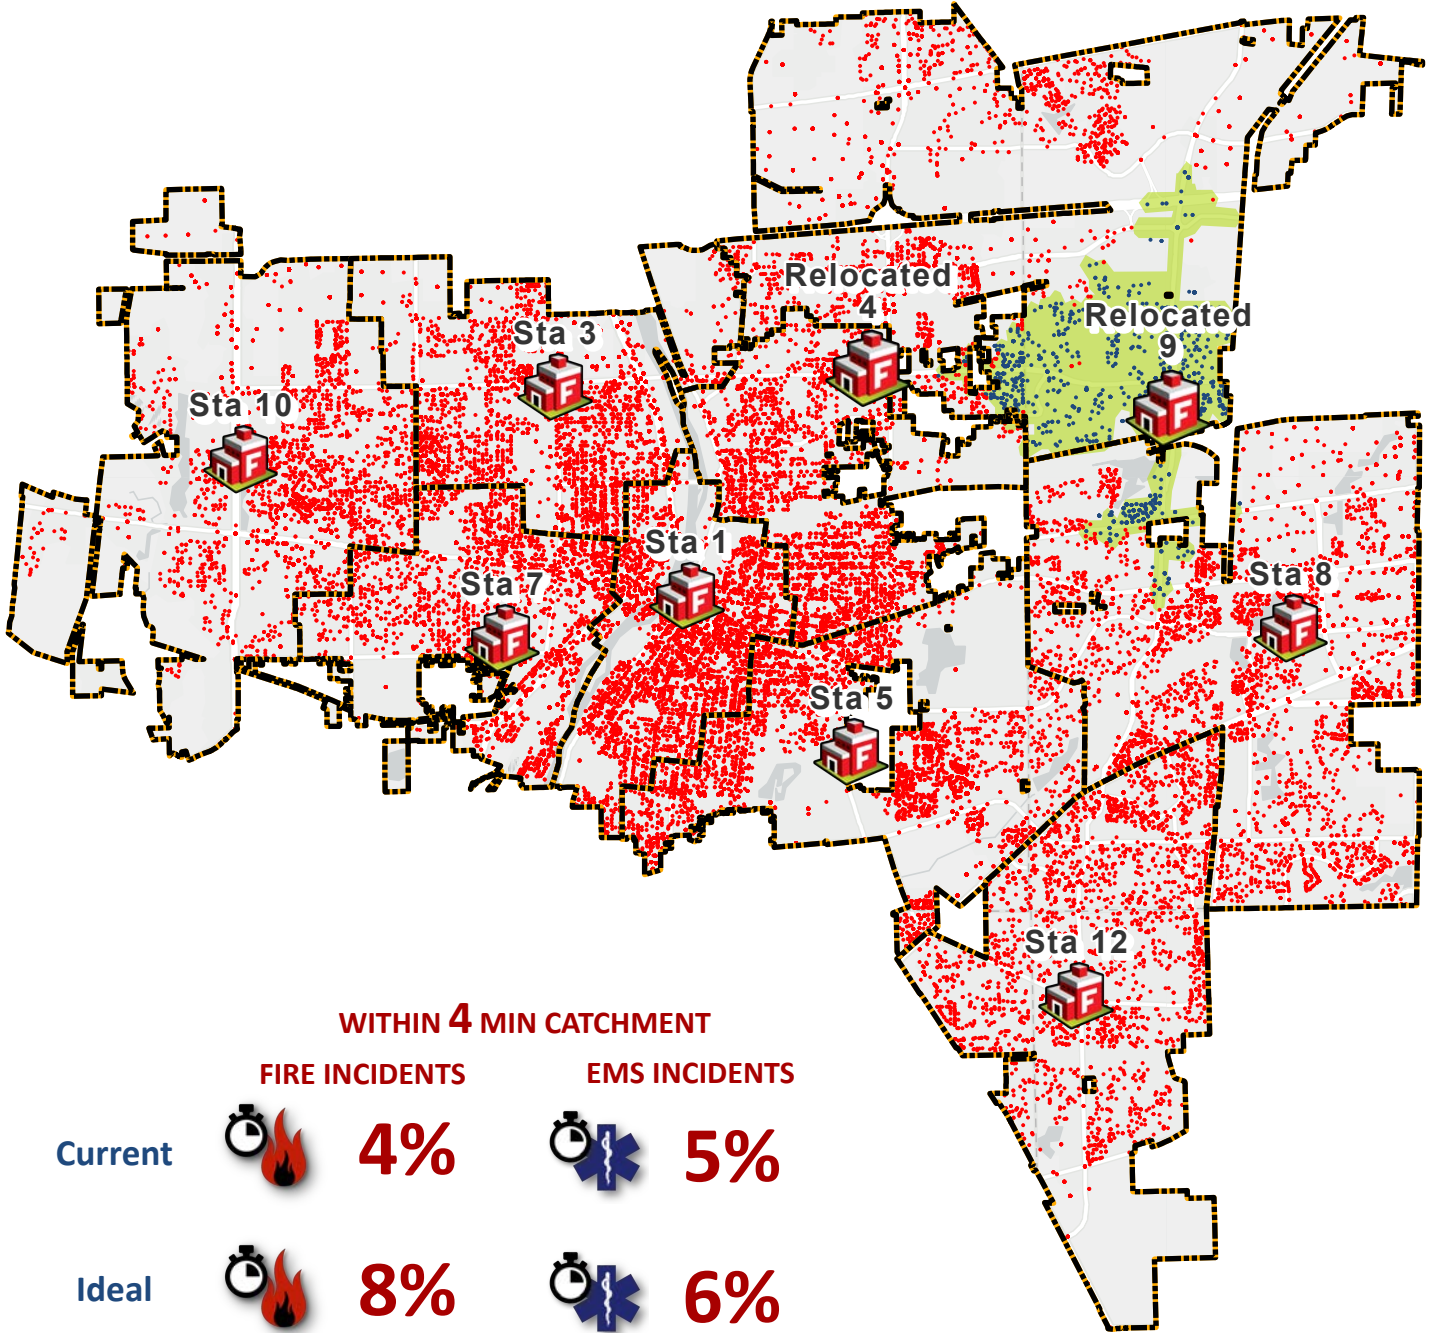 Relocated
4
Relocated
9
Sta 3
Sta 10
Sta 1
Sta 7
Sta 8
Sta 5
Sta 12
F
F
F
F
F
F
F
F
F
WITHIN 4 MIN CATCHMENT
FIRE INCIDENTS
EMS INCIDENTS
Current
4%
5%
Ideal
8%
6%